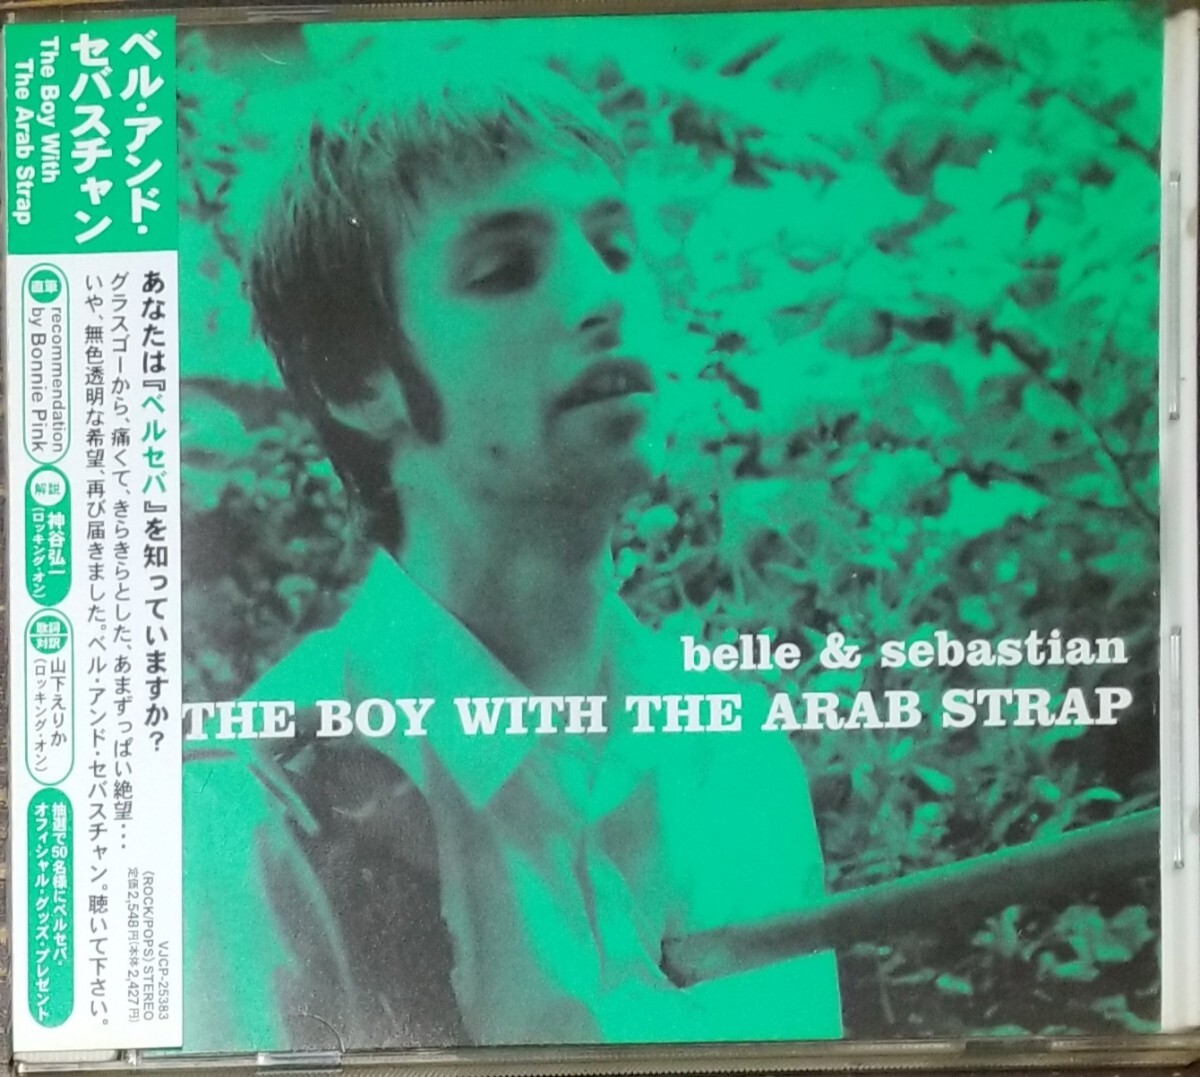 ベル・アンド・
セバスチャン
The Boy With
The Arab Strap
あなたは『ベルセバ』を知っていますか?
グラスゴーから、痛くて、きらきらとした、あまずっぱい絶望…
いや、無色透明な希望、再び届きました。ベル・アンド・セバスチャン。聴いて下さい。
直筆
recommendation
by Bonnie Pink
解説
神谷弘一
(ロッキング・オン)
歌詞
対訳
山下えりか
(ロッキング・オン)
抽選で50名様にベルセバ・
オフィシャル・グッズ・プレゼント
VJCP-25383
(ROCK/POPS) STEREO
定価2,548円(本体 2,427円)
belle & sebastian
THE BOY WITH THE ARAB STRAP